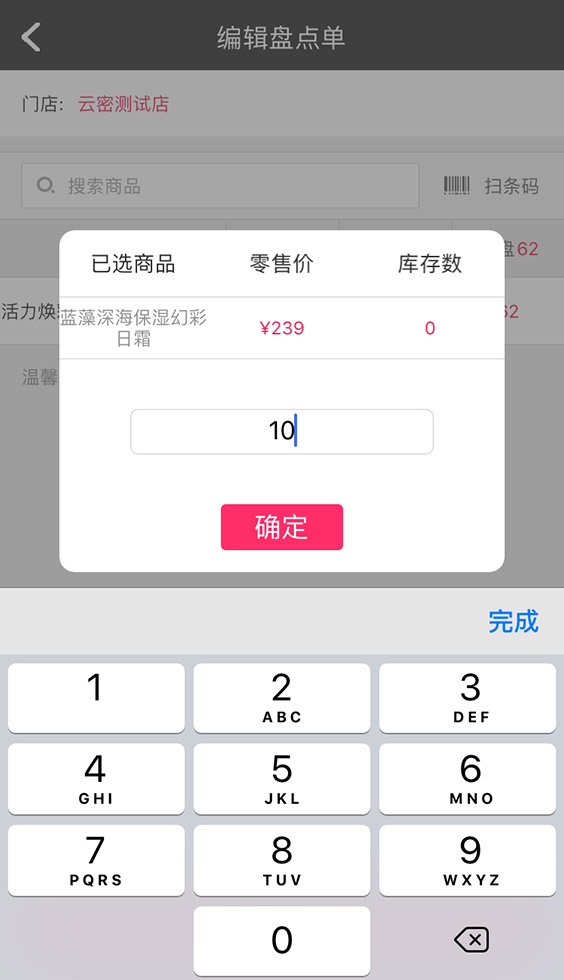 编辑盘点单
门店: 云密测试店
搜索商品 扫条码
盘62
已选商品 零售价 库存数
活力焕 62
蓝藻深海保湿幻彩 ¥239 0
日霜
温馨
10
确定
完成
1 2 3
ABC DEF
4 5 6
GHI JKL MNO
7 8 9
PQRS TUV WXYZ
0